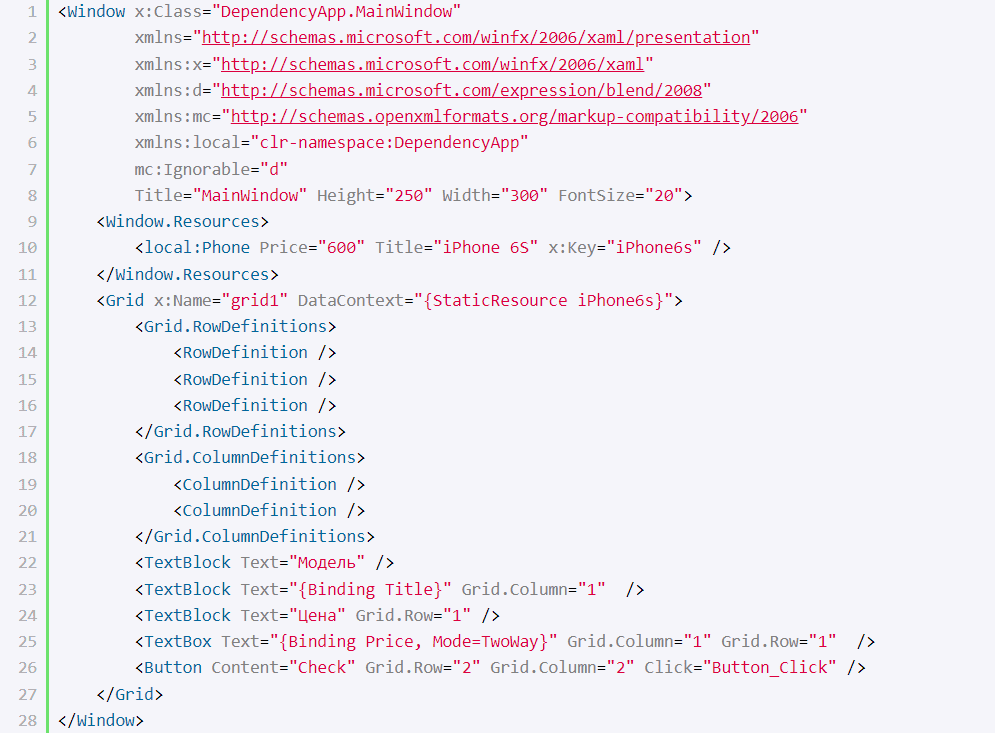 1 <Window x:Class="DependencyApp.MainWindow"
2         xmlns="http://schemas.microsoft.com/winfx/2006/xaml/presentation"
3         xmlns:x="http://schemas.microsoft.com/winfx/2006/xaml"
4         xmlns:d="http://schemas.microsoft.com/expression/blend/2008"
5         xmlns:mc="http://schemas.openxmlformats.org/markup-compatibility/2006"
6         xmlns:local="clr-namespace:DependencyApp"
7         mc:Ignorable="d"
8         Title="MainWindow" Height="250" Width="300" FontSize="20">
9     <Window.Resources>
10         <local:Phone Price="600" Title="iPhone 6S" x:Key="iPhone6s" />
11     </Window.Resources>
12     <Grid x:Name="grid1" DataContext="{StaticResource iPhone6s}">
13         <Grid.RowDefinitions>
14             <RowDefinition />
15             <RowDefinition />
16             <RowDefinition />
17         </Grid.RowDefinitions>
18         <Grid.ColumnDefinitions>
19             <ColumnDefinition />
20             <ColumnDefinition />
21         </Grid.ColumnDefinitions>
22         <TextBlock Text="Модель" />
23         <TextBlock Text="{Binding Title}" Grid.Column="1"  />
24         <TextBlock Text="Цена" Grid.Row="1" />
25         <TextBox Text="{Binding Price, Mode=TwoWay}" Grid.Column="1" Grid.Row="1"  />
26         <Button Content="Check" Grid.Row="2" Grid.Column="2" Click="Button_Click" />
27     </Grid>
28 </Window>